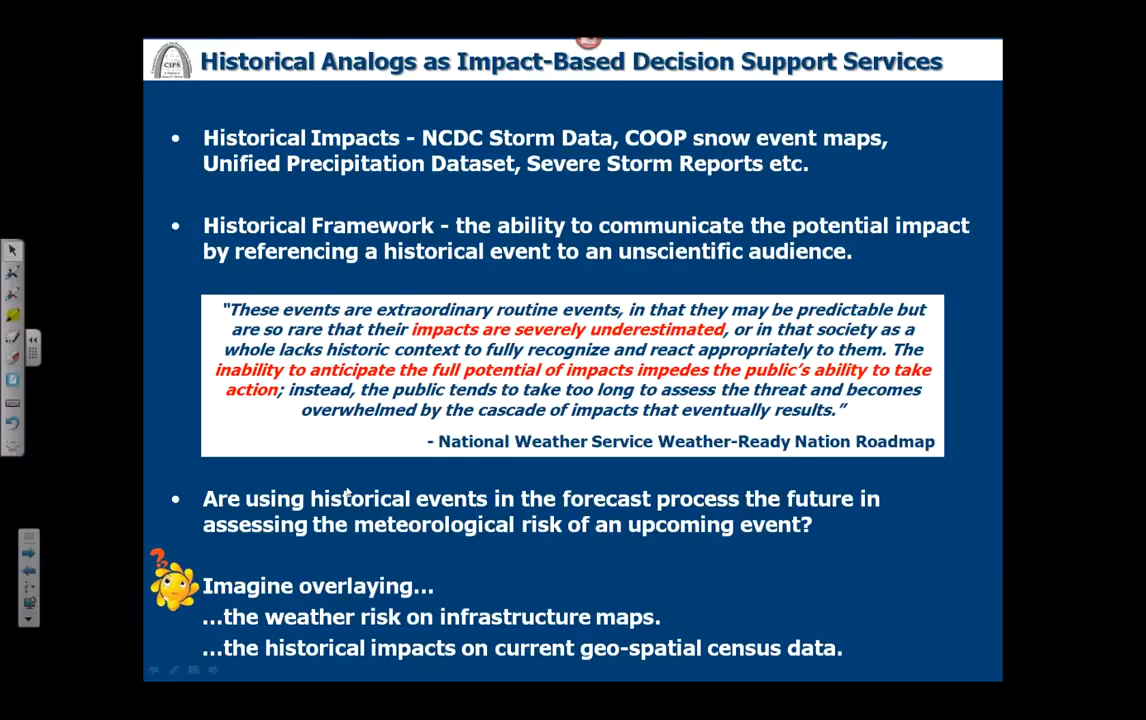 CIPS
Historical Analogs as Impact-Based Decision Support Services
• Historical Impacts - NCDC Storm Data, COOP snow event maps,
Unified Precipitation Dataset, Severe Storm Reports etc.
• Historical Framework - the ability to communicate the potential impact
by referencing a historical event to an unscientific audience.
"These events are extraordinary routine events, in that they may be predictable but
are so rare that their impacts are severely underestimated, or in that society as a
whole lacks historic context to fully recognize and react appropriately to them. The
inability to anticipate the full potential of impacts impedes the public's ability to take
action; instead, the public tends to take too long to assess the threat and becomes
overwhelmed by the cascade of impacts that eventually results."
- National Weather Service Weather-Ready Nation Roadmap
• Are using historical events in the forecast process the future in
assessing the meteorological risk of an upcoming event?
??
Imagine overlaying...
...the weather risk on infrastructure maps.
...the historical impacts on current geo-spatial census data.